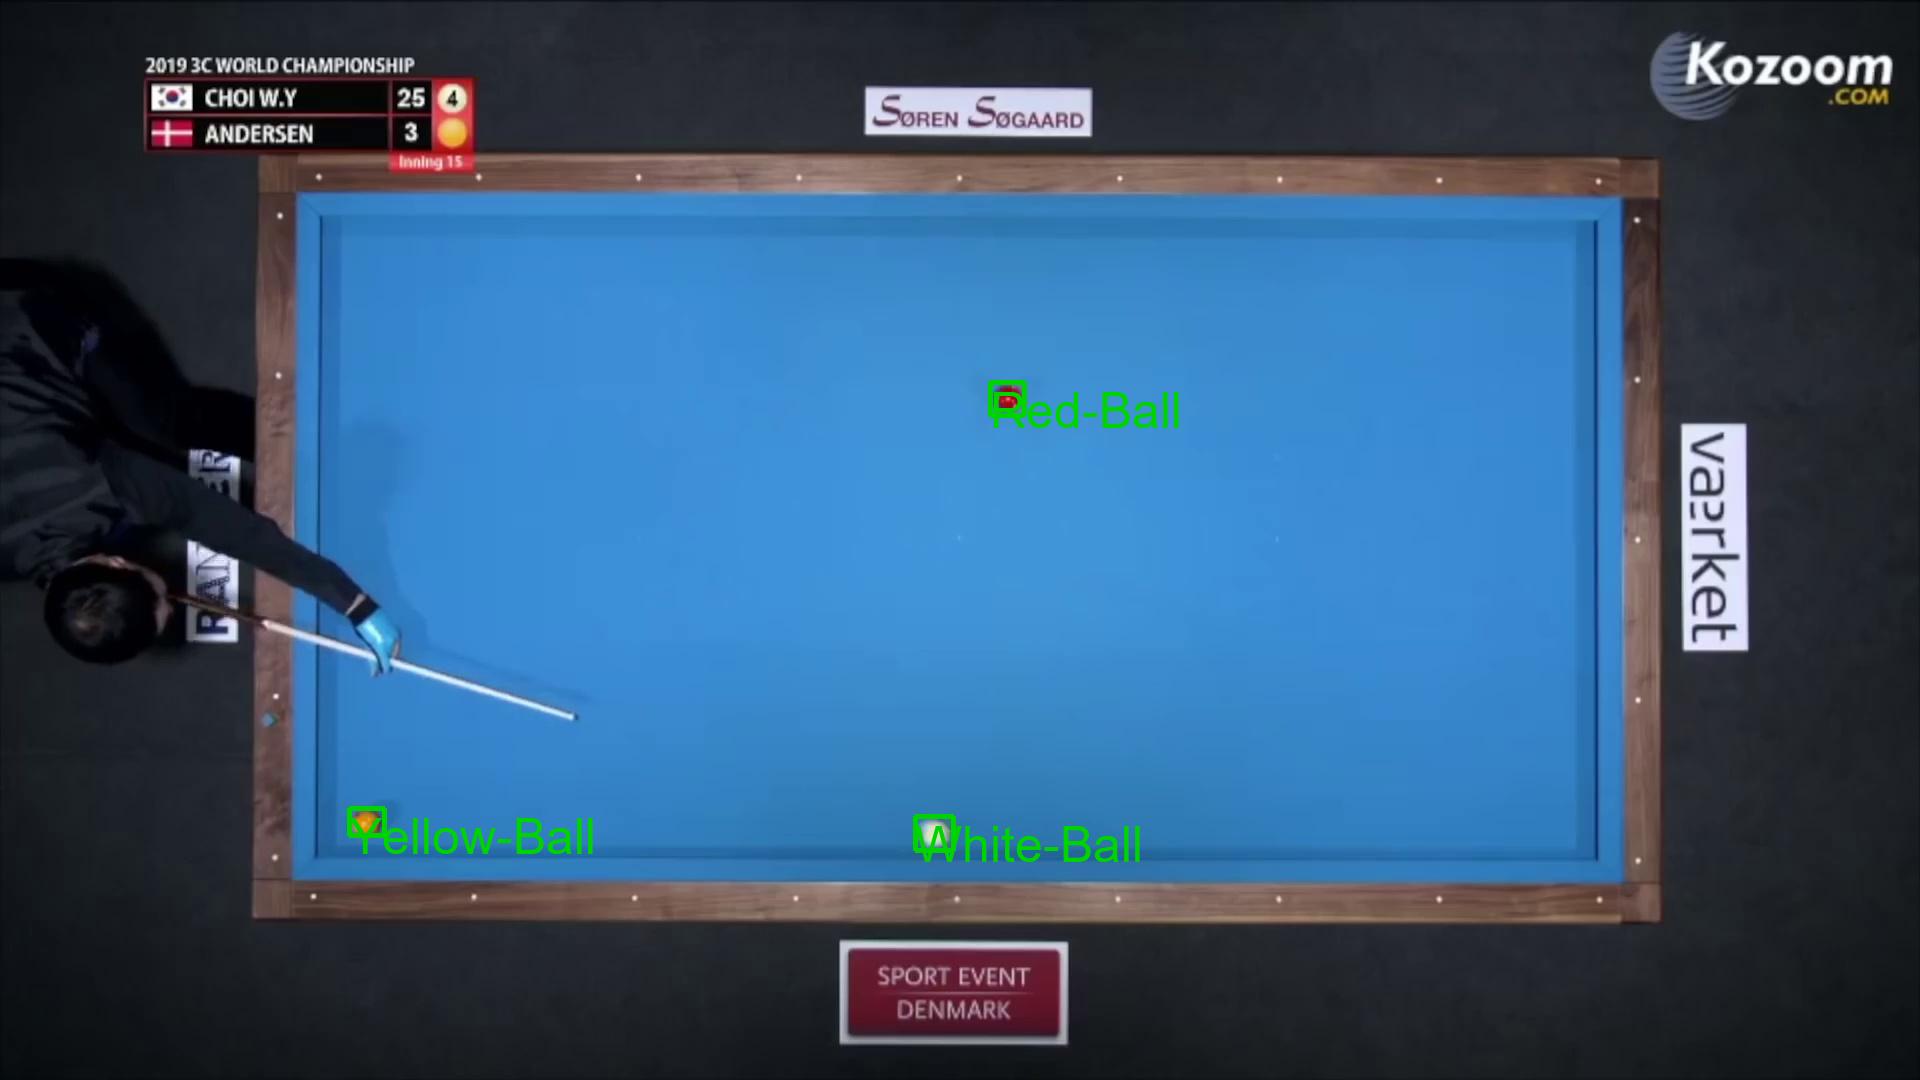 2019 3C WORLD CHAMPIONSHIP
CHOI W.Y 25 4
ANDERSEN 3
Inning 15
SØREN SØGAARD
Kozoom
.COM
Red-Ball
værket
Yellow-Ball
White-Ball
SPORT EVENT
DENMARK